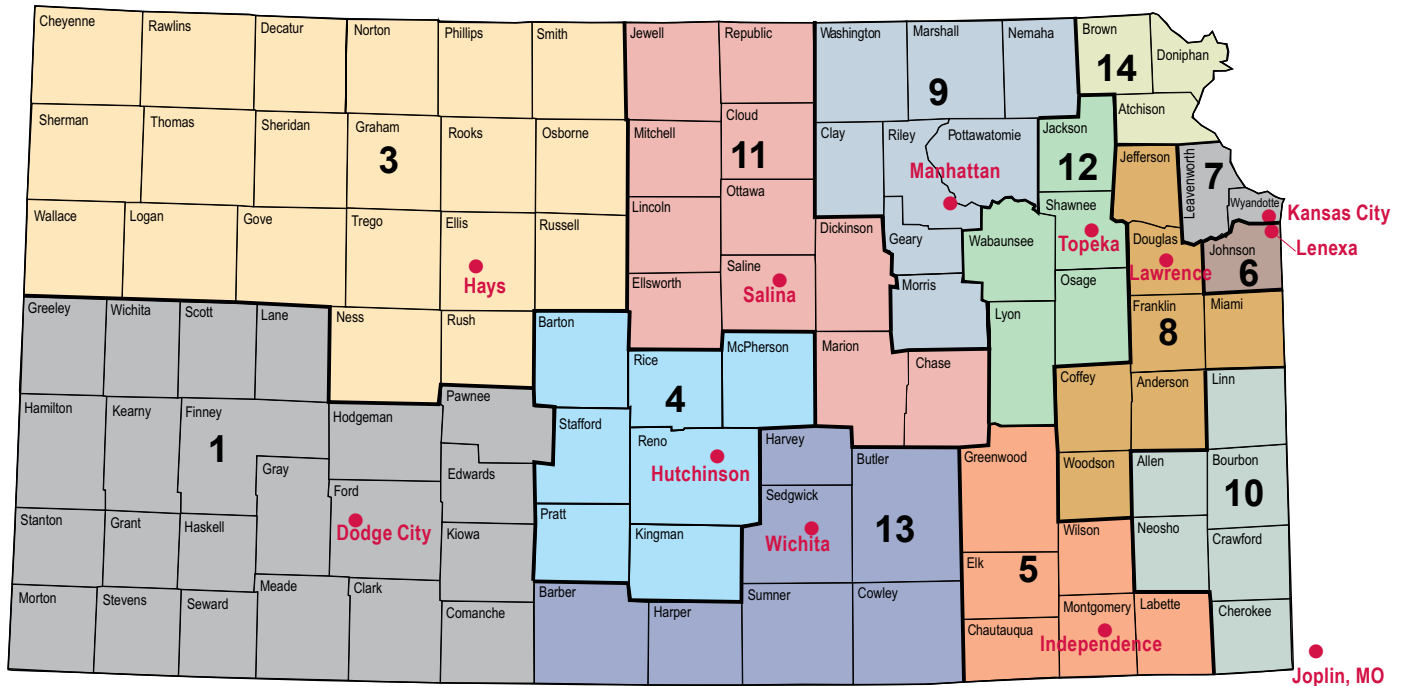 Cheyenne
Rawlins
Decatur
Norton
Phillips
Smith
Jewell
Republic
Washington
Marshall
Nemaha
Brown
Doniphan
14
9
Atchison
Sherman
Thomas
Sheridan
Graham
Rooks
Osborne
Mitchell
Cloud
Clay
Riley
Pottawatomie
Jackson
Jefferson
Leavenworth
3
11
12
7
Manhattan
Wallace
Logan
Gove
Trego
Ellis
Russell
Lincoln
Ottawa
Dickinson
Geary
Wabaunsee
Shawnee
Topeka
Douglas
Lawrence
Wyandotte
Kansas City
Lenexa
Johnson
6
Hays
Ellsworth
Saline
Salina
Morris
Osage
Greeley
Wichita
Scott
Lane
Ness
Rush
Barton
Rice
McPherson
Marion
Chase
Lyon
Franklin
Miami
8
4
Hamilton
Kearny
Finney
Hodgeman
Pawnee
Stafford
Reno
Harvey
Butler
Greenwood
Coffey
Anderson
Linn
1
Gray
Ford
Edwards
Hutchinson
Woodson
Allen
Bourbon
10
Stanton
Grant
Haskell
Dodge City
Kiowa
Pratt
Kingman
Sedgwick
Wichita
13
Wilson
Neosho
Crawford
Elk
5
Morton
Stevens
Seward
Meade
Clark
Comanche
Barber
Harper
Sumner
Cowley
Chautauqua
Montgomery
Independence
Labette
Cherokee
Joplin, MO